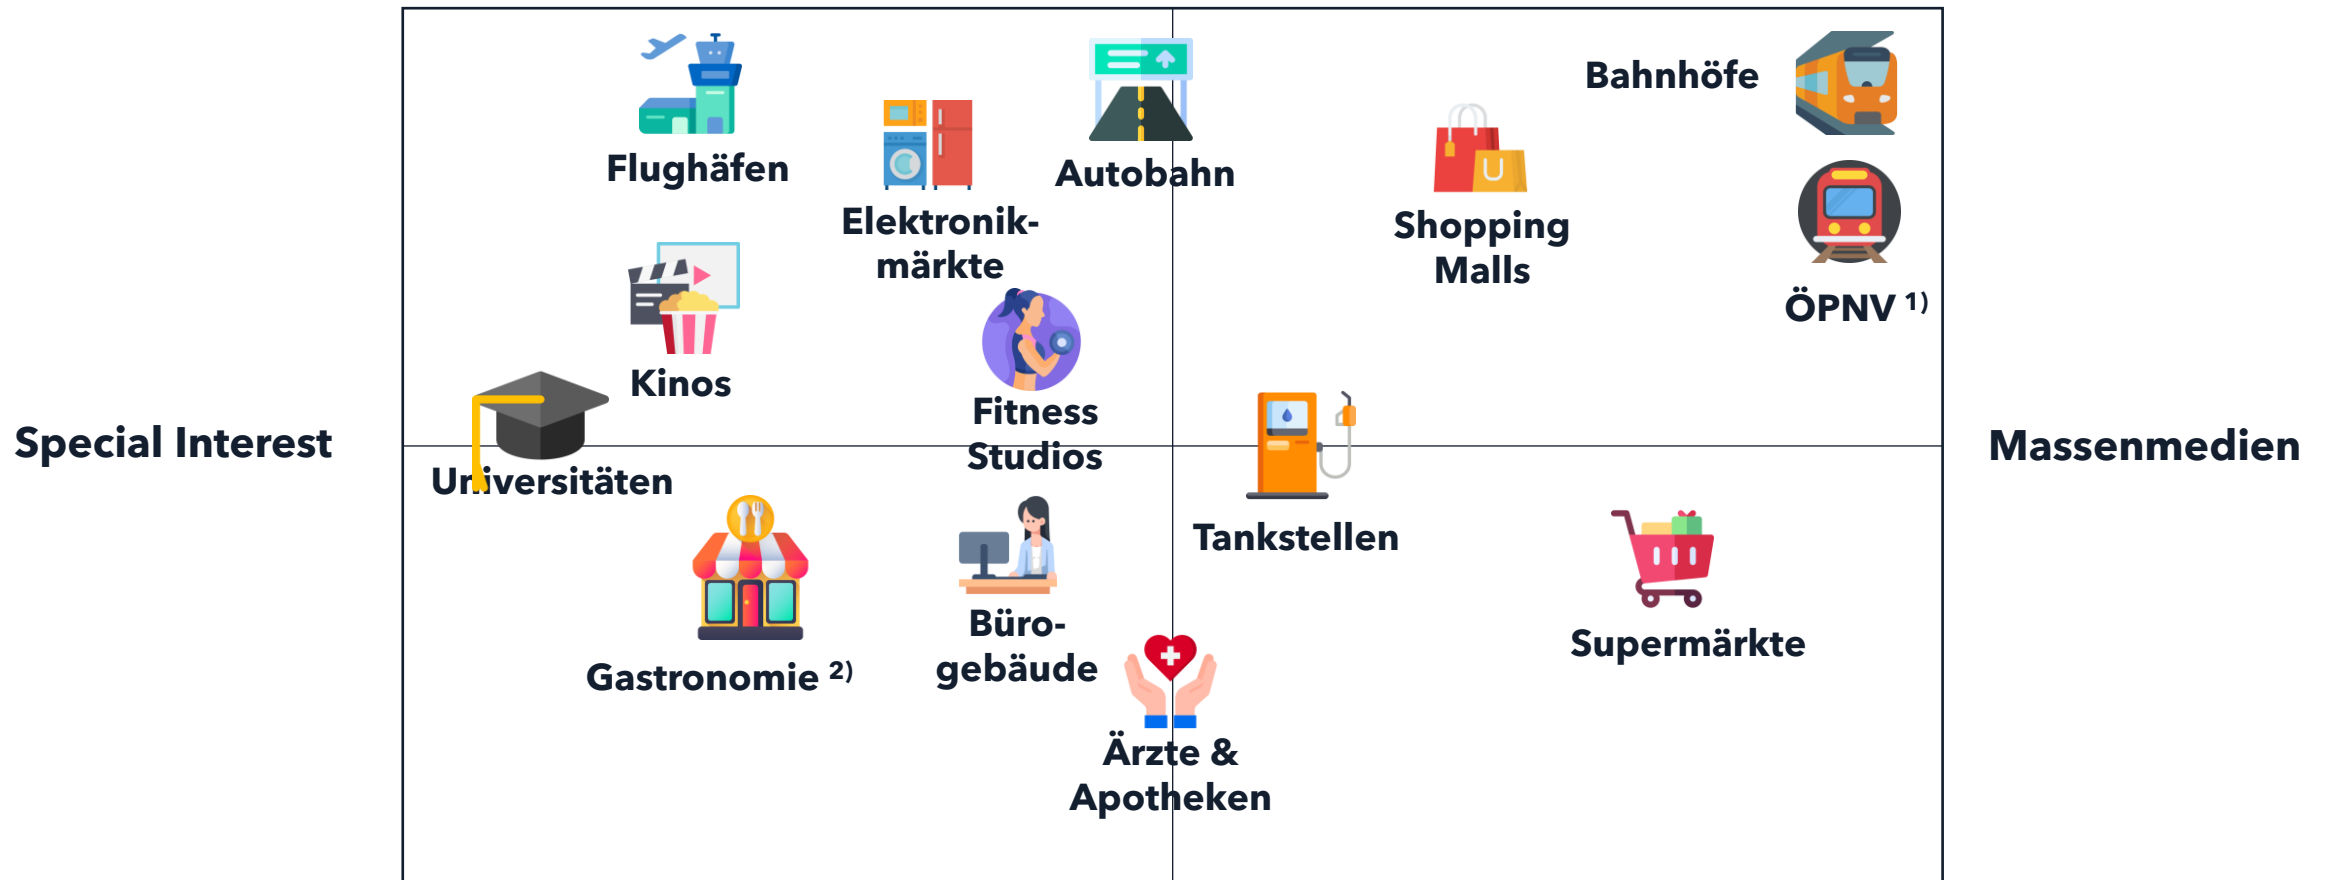 Bahnhöfe
Flughäfen
Autobahn
Elektronik-
märkte
Shopping
Malls
ÖPNV 1)
Kinos
Fitness
Studios
Special Interest
Massenmedien
Universitäten
Tankstellen
Büro-
gebäude
Supermärkte
Gastronomie 2)
Ärzte &
Apotheken